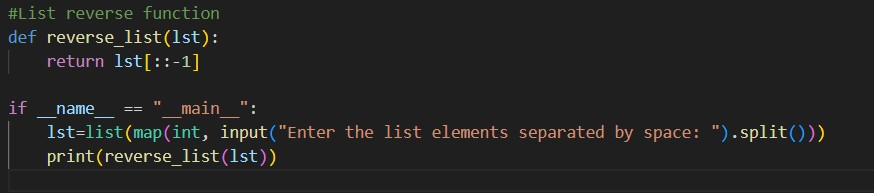 #List reverse function
def reverse_list(lst):
    return lst[::-1]

if __name__ == "__main__":
    lst=list(map(int, input("Enter the list elements separated by space: ").split()))
    print(reverse_list(lst))